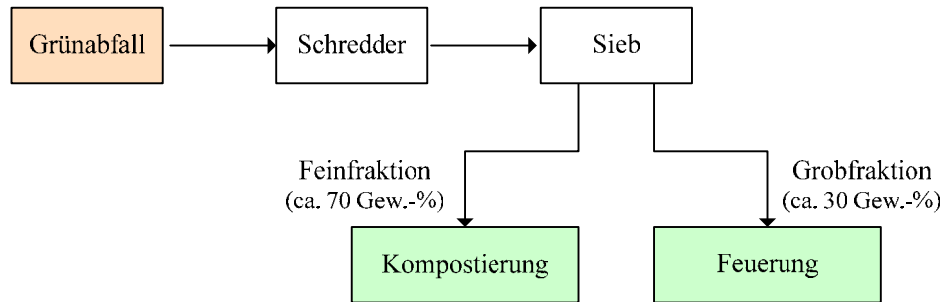 Grünabfall
Schredder
Sieb
Feinfraktion
(ca. 70 Gew.-%)
Grobfraktion
(ca. 30 Gew.-%)
Kompostierung
Feuerung